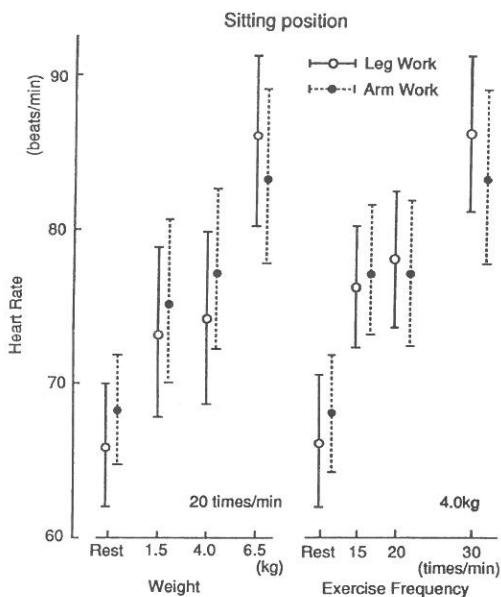 Sitting position
Leg Work
Arm Work
Heart Rate (beats/min)
90
80
70
60
20 times/min
4.0kg
Rest 1.5 4.0 6.5
(kg)
Weight
Rest 15 20 30
(times/min)
Exercise Frequency